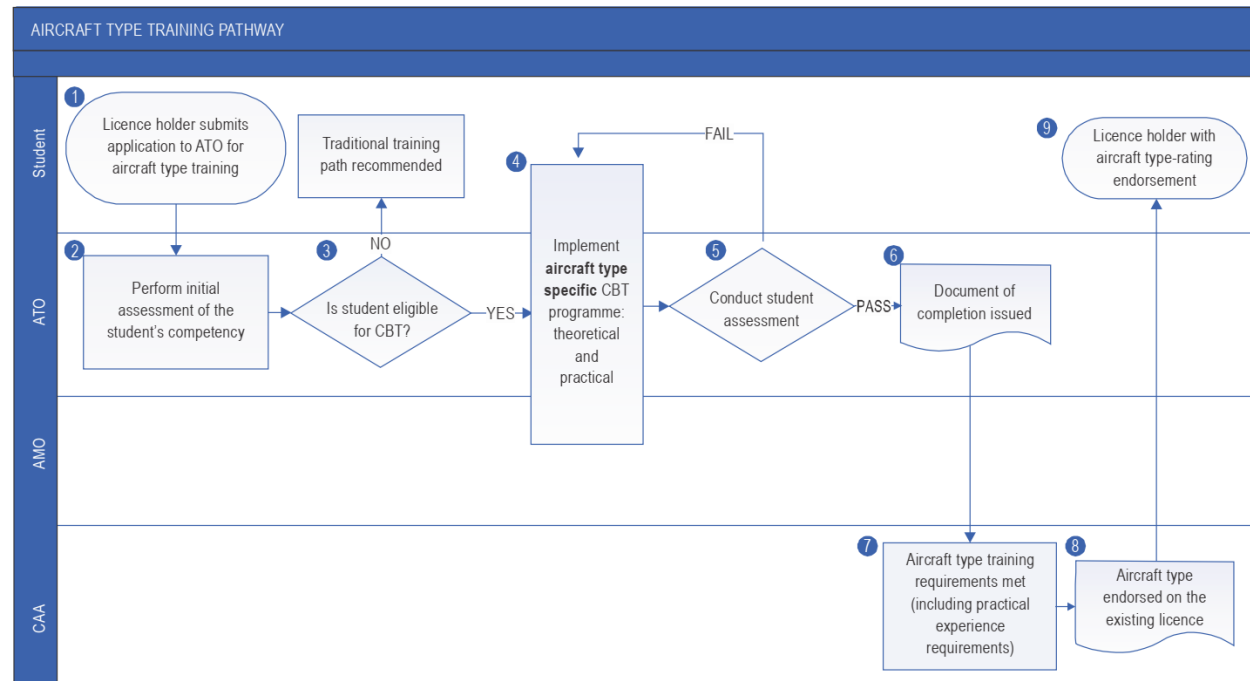 AIRCRAFT TYPE TRAINING PATHWAY
Student
1
Licence holder submits
application to ATO for
aircraft type training
Traditional training
path recommended
4
FAIL
9
Licence holder with
aircraft type-rating
endorsement
ATO
2
Perform initial
assessment of the
student's competency
3
NO
Is student eligible
for CBT?
YES
Implement
aircraft type
specific CBT
programme:
theoretical
and
practical
5
Conduct student
assessment
PASS
6
Document of
completion issued
AMO
CAA
7
Aircraft type training
requirements met
(including practical
experience
requirements)
8
Aircraft type
endorsed on the
existing licence